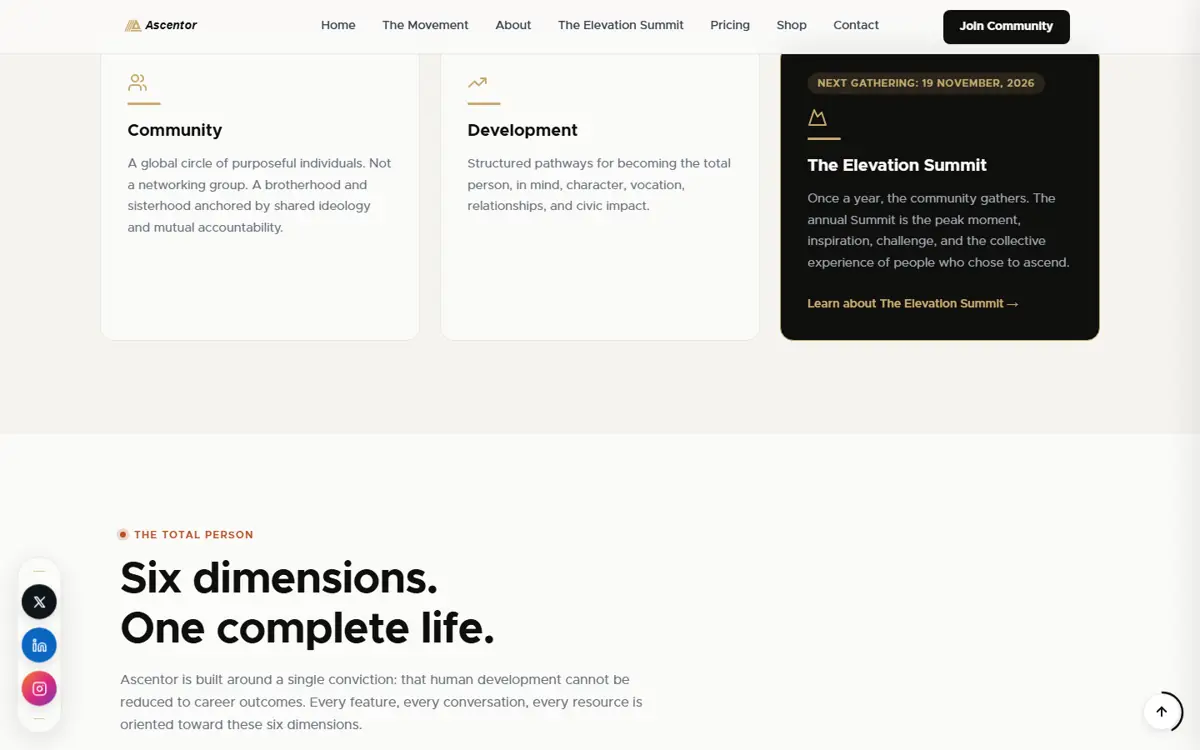 Ascentor
Home
The Movement
About
The Elevation Summit
Pricing
Shop
Contact
Join Community
Community
A global circle of purposeful individuals. Not
a networking group. A brotherhood and
sisterhood anchored by shared ideology
and mutual accountability.
Development
Structured pathways for becoming the total
person, in mind, character, vocation,
relationships, and civic impact.
NEXT GATHERING: 19 NOVEMBER, 2026
The Elevation Summit
Once a year, the community gathers. The
annual Summit is the peak moment,
inspiration, challenge, and the collective
experience of people who chose to ascend.
Learn about The Elevation Summit →
THE TOTAL PERSON
Six dimensions.
One complete life.
Ascentor is built around a single conviction: that human development cannot be
reduced to career outcomes. Every feature, every conversation, every resource is
oriented toward these six dimensions.